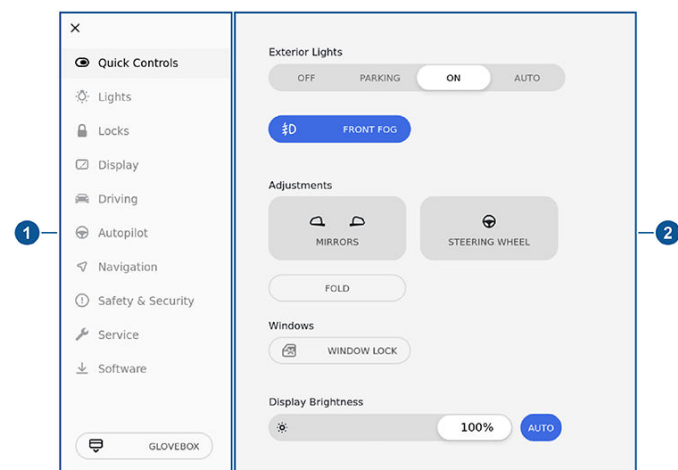 Quick Controls
Lights
Locks
Display
Driving
Autopilot
Navigation
Safety & Security
Service
Software
GLOVEBOX
1
Exterior Lights
OFF PARKING ON AUTO
FRONT FOG
Adjustments
MIRRORS STEERING WHEEL
FOLD
Windows
WINDOW LOCK
Display Brightness
100% AUTO
2